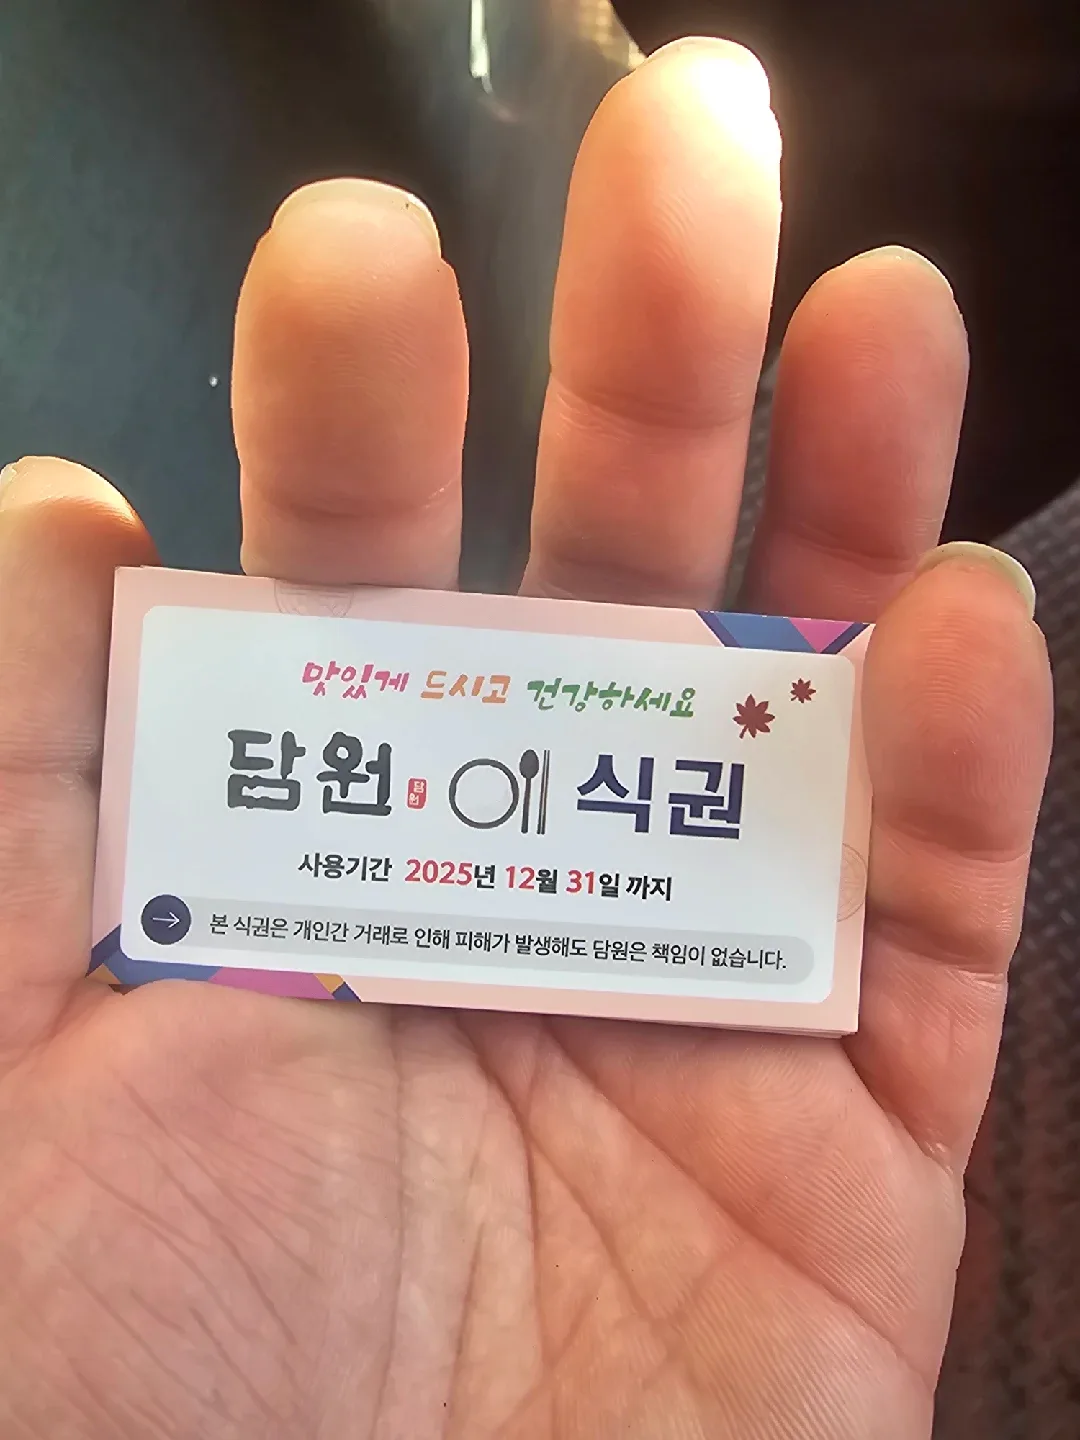 맛있게 드시고 건강하세요
담원 담원 식권
사용기간 2025년 12월 31일 까지
본 식권은 개인간 거래로 인해 피해가 발생해도 담원은 책임이 없습니다.